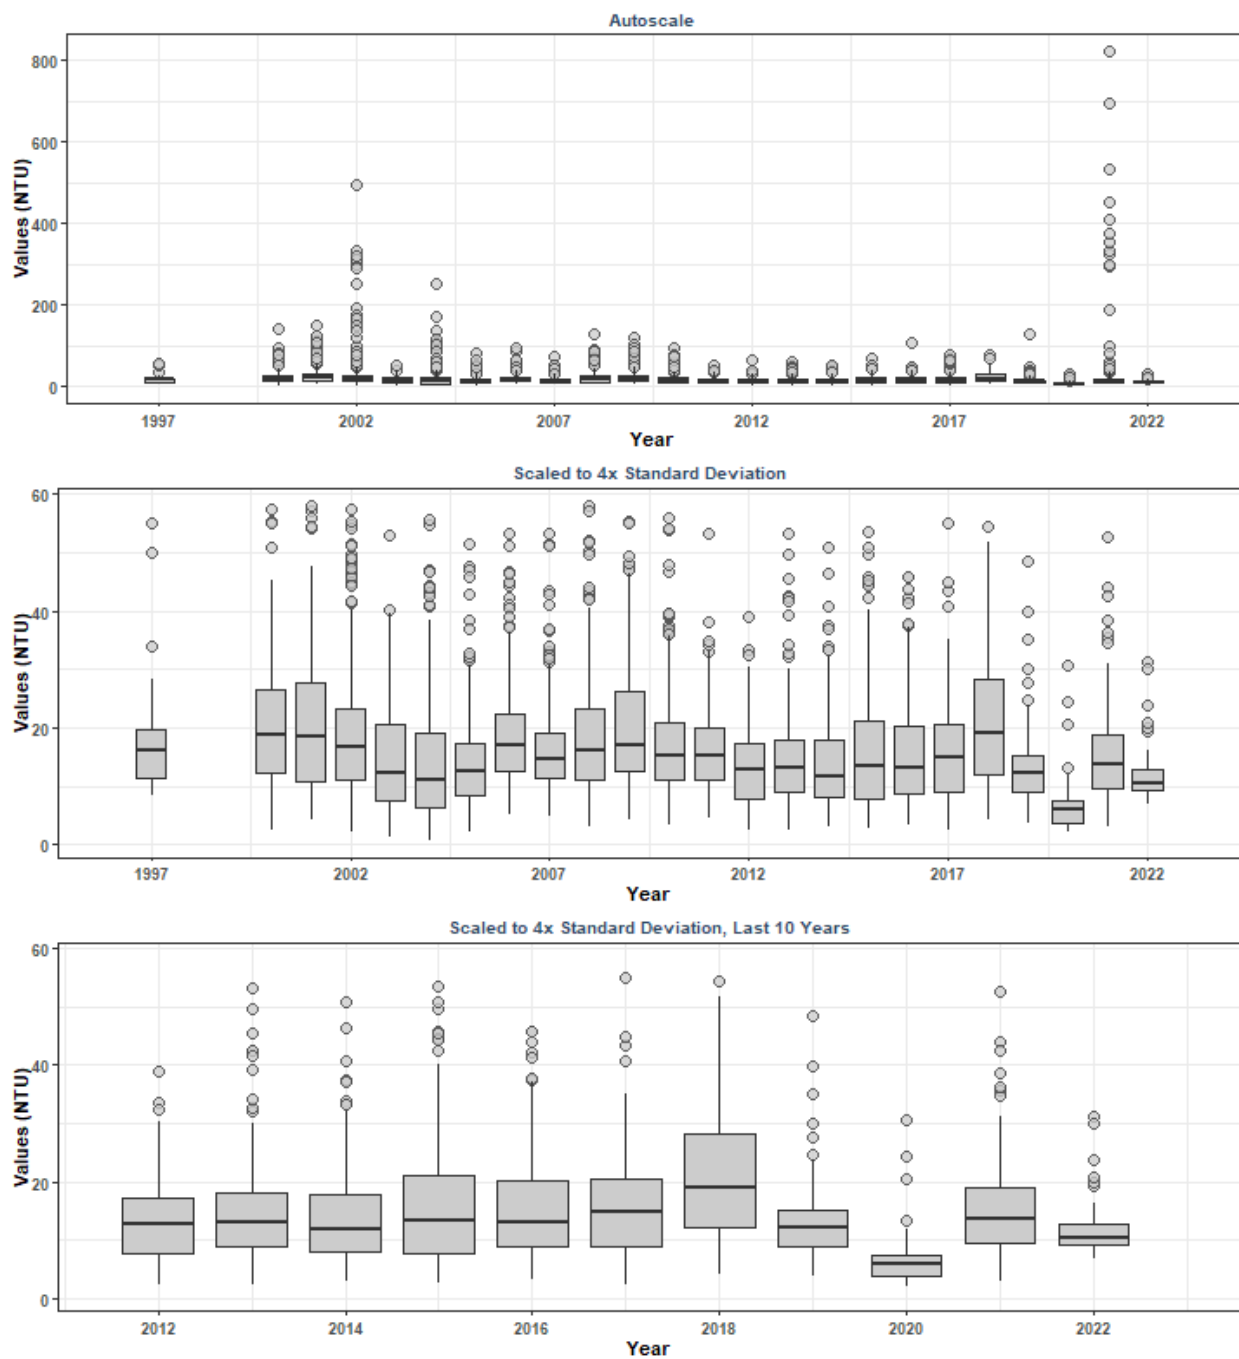 Autoscale
800
600
400
200
0
Values (NTU)
1997 2002 2007 2012 2017 2022
Year
Scaled to 4x Standard Deviation
60
40
20
0
Values (NTU)
1997 2002 2007 2012 2017 2022
Year
Scaled to 4x Standard Deviation, Last 10 Years
60
40
20
0
Values (NTU)
2012 2014 2016 2018 2020 2022
Year